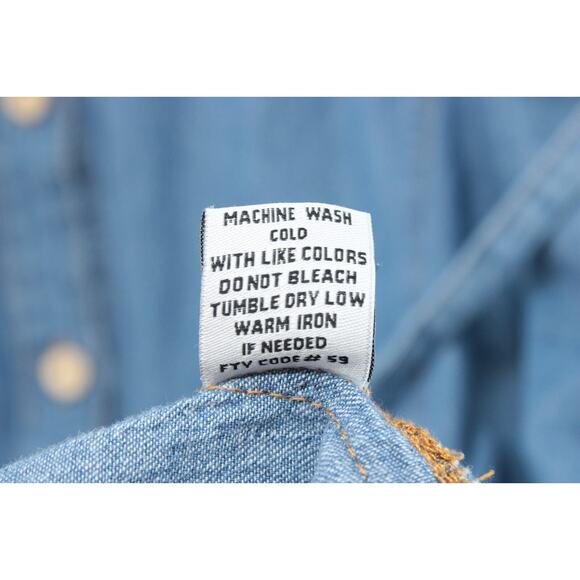 MACHINE WASH
COLD
WITH LIKE COLORS
DO NOT BLEACH
TUMBLE DRY LOW
WARM IRON
IF NEEDED
FTY CODE # 59